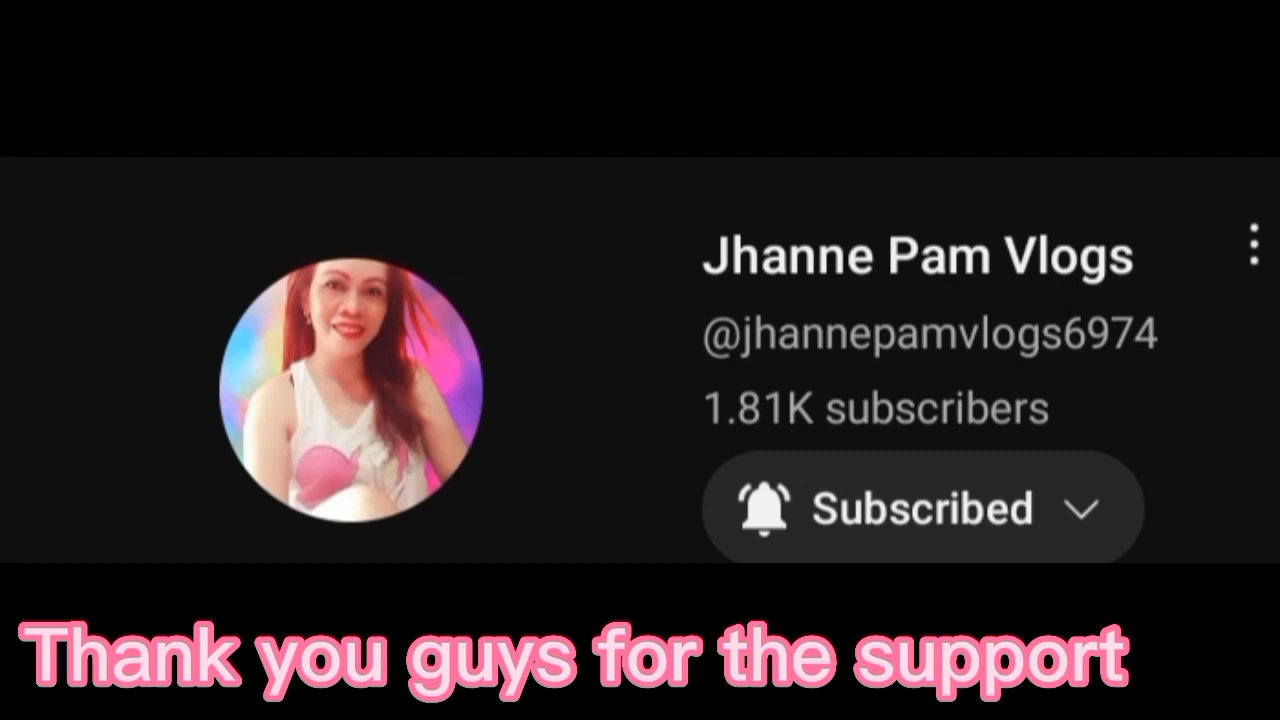 Jhanne Pam Vlogs
@jhannepamvlogs6974
1.81K subscribers
Subscribed
Thank you guys for the support